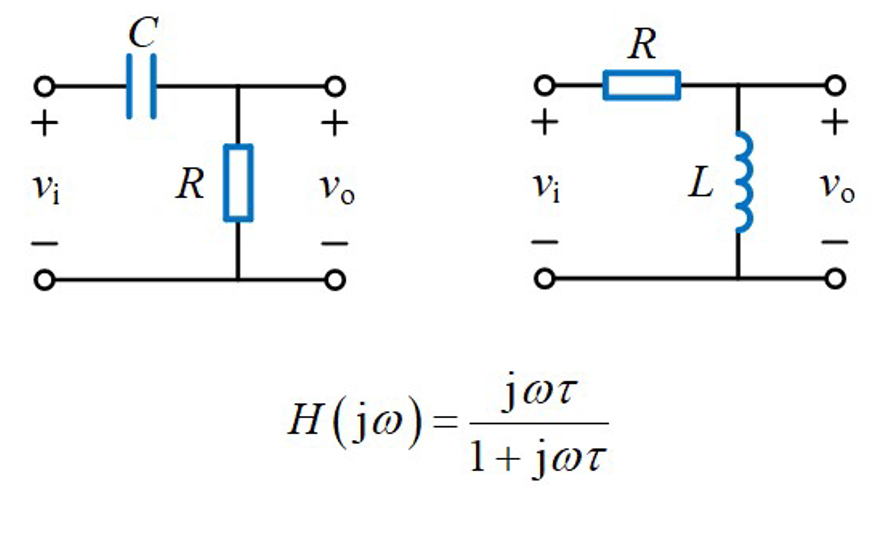 C R
+ + + +
vᵢ R vₒ vᵢ L vₒ
− − − −
H(jω) = jωτ / (1 + jωτ)